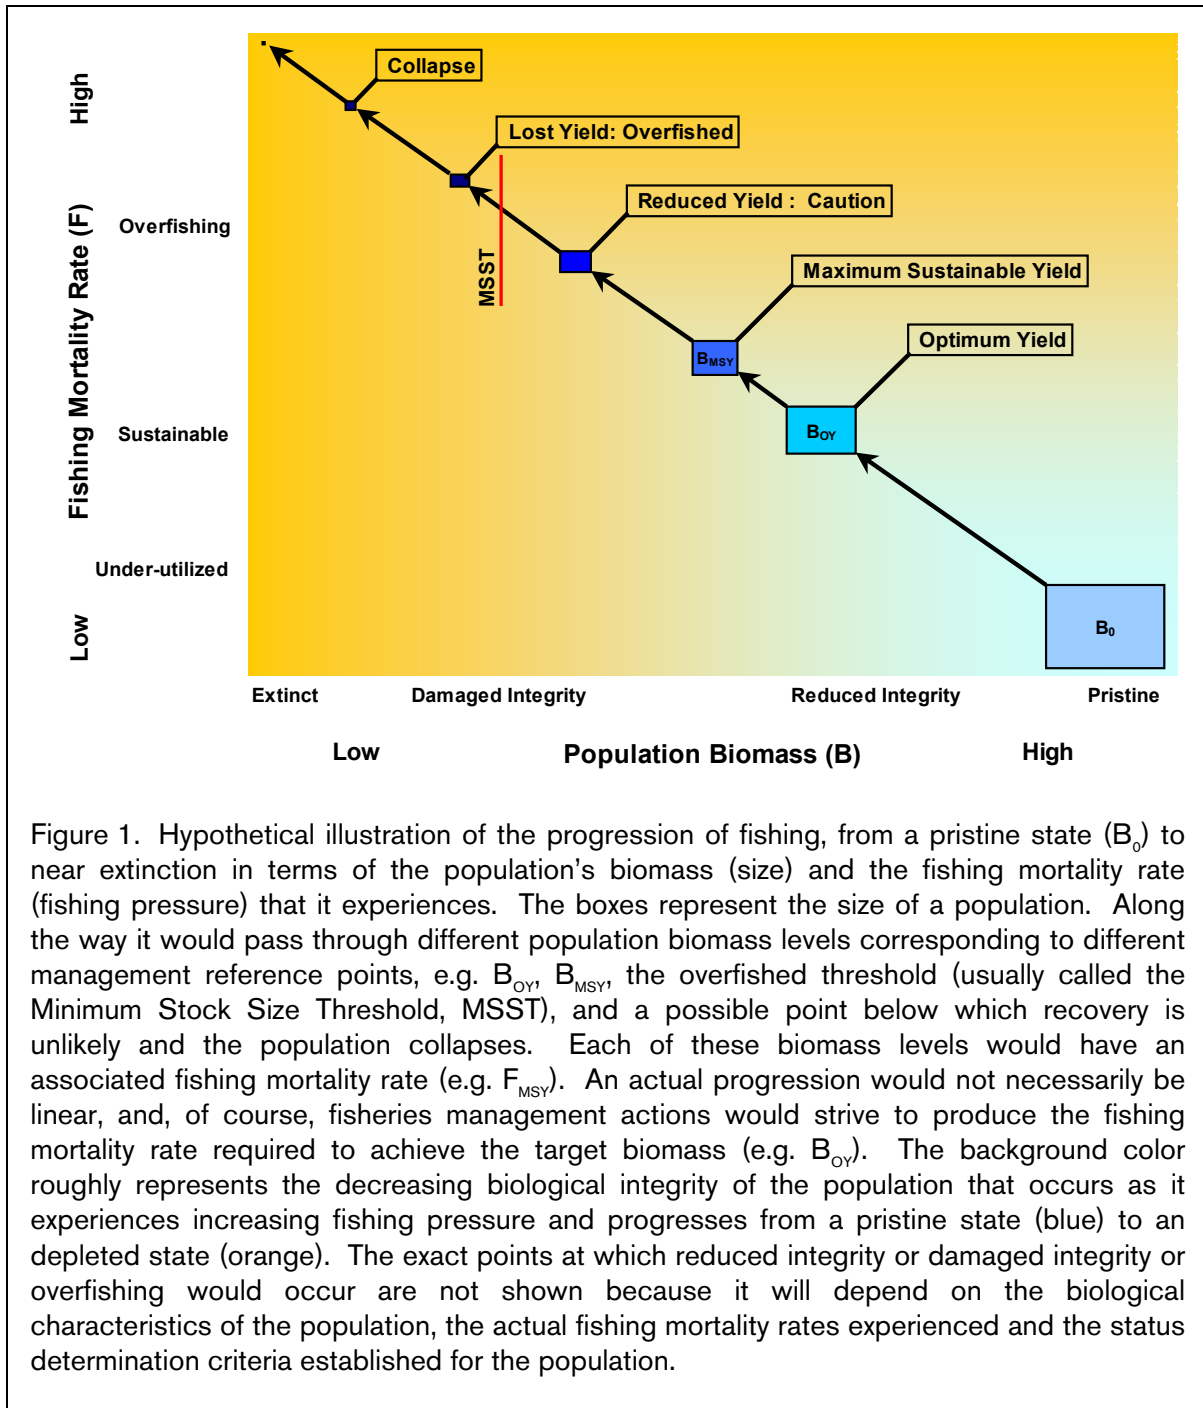 High
Collapse
Lost Yield: Overfished
Reduced Yield : Caution
Overfishing
Fishing Mortality Rate (F)
MSST
Maximum Sustainable Yield
Optimum Yield
BMSY
BOY
Sustainable
Under-utilized
Low
B0
Extinct Damaged Integrity Reduced Integrity Pristine
Low Population Biomass (B) High
Figure 1. Hypothetical illustration of the progression of fishing, from a pristine state (B0) to
near extinction in terms of the population's biomass (size) and the fishing mortality rate
(fishing pressure) that it experiences. The boxes represent the size of a population. Along
the way it would pass through different population biomass levels corresponding to different
management reference points, e.g. BOY, BMSY, the overfished threshold (usually called the
Minimum Stock Size Threshold, MSST), and a possible point below which recovery is
unlikely and the population collapses. Each of these biomass levels would have an
associated fishing mortality rate (e.g. FMSY). An actual progression would not necessarily be
linear, and, of course, fisheries management actions would strive to produce the fishing
mortality rate required to achieve the target biomass (e.g. BOY). The background color
roughly represents the decreasing biological integrity of the population that occurs as it
experiences increasing fishing pressure and progresses from a pristine state (blue) to an
depleted state (orange). The exact points at which reduced integrity or damaged integrity or
overfishing would occur are not shown because it will depend on the biological
characteristics of the population, the actual fishing mortality rates experienced and the status
determination criteria established for the population.